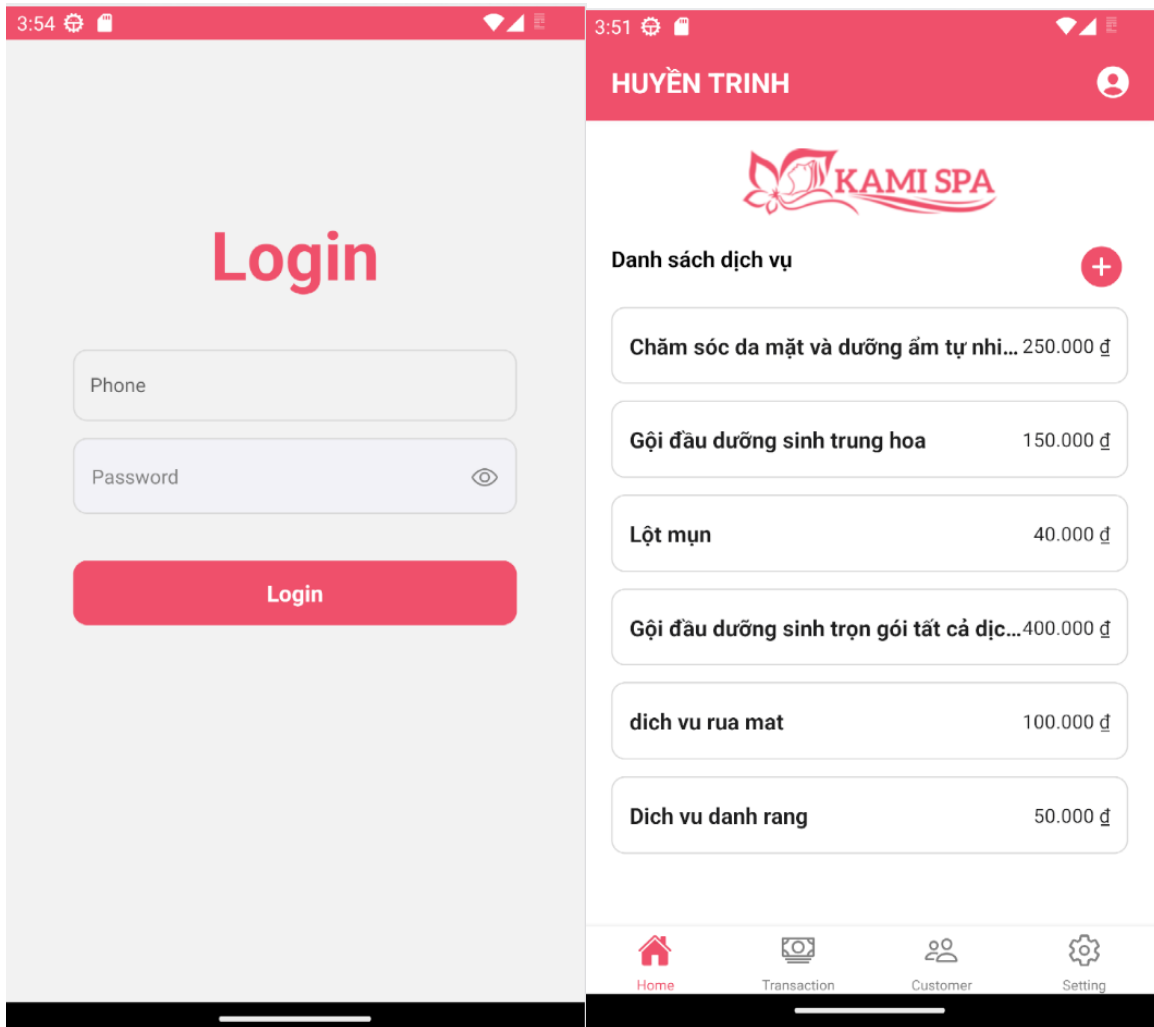 3:54
Login
Phone
Password
Login
3:51
HUYỀN TRINH
KAMI SPA
Danh sách dịch vụ
Chăm sóc da mặt và dưỡng ẩm tự nhi... 250.000 ₫
Gội đầu dưỡng sinh trung hoa 150.000 ₫
Lột mụn 40.000 ₫
Gội đầu dưỡng sinh trọn gói tất cả dịc... 400.000 ₫
dich vu rua mat 100.000 ₫
Dich vu danh rang 50.000 ₫
Home Transaction Customer Setting